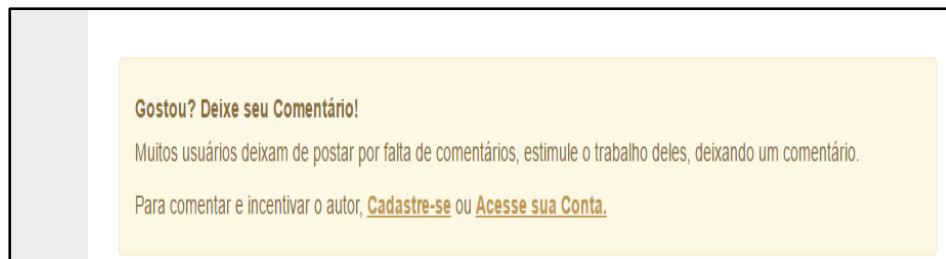 Gostou? Deixe seu Comentário!
Muitos usuários deixam de postar por falta de comentários, estimule o trabalho deles, deixando um comentário.
Para comentar e incentivar o autor, Cadastre-se ou Acesse sua Conta.